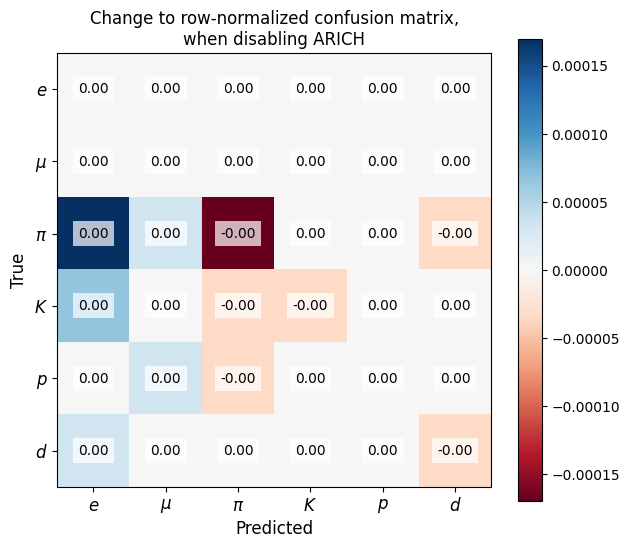 Change to row-normalized confusion matrix,
when disabling ARICH
e 0.00 0.00 0.00 0.00 0.00 0.00
μ 0.00 0.00 0.00 0.00 0.00 0.00
π 0.00 0.00 -0.00 0.00 0.00 -0.00
K 0.00 0.00 -0.00 -0.00 0.00 0.00
p 0.00 0.00 -0.00 0.00 0.00 0.00
d 0.00 0.00 0.00 0.00 0.00 -0.00
e μ π K p d
Predicted
True
0.00015
0.00010
0.00005
0.00000
−0.00005
−0.00010
−0.00015